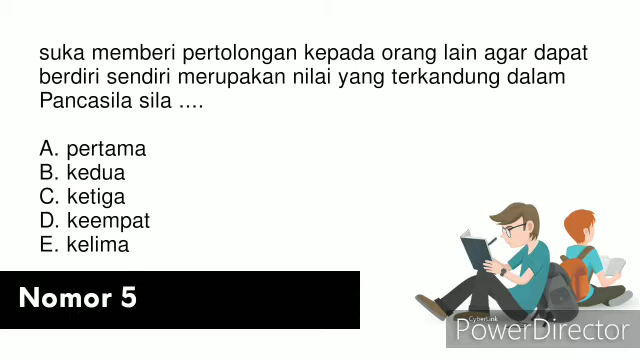 suka memberi pertolongan kepada orang lain agar dapat
berdiri sendiri merupakan nilai yang terkandung dalam
Pancasila sila ....
A. pertama
B. kedua
C. ketiga
D. keempat
E. kelima
Nomor 5
CyberLink
PowerDirector